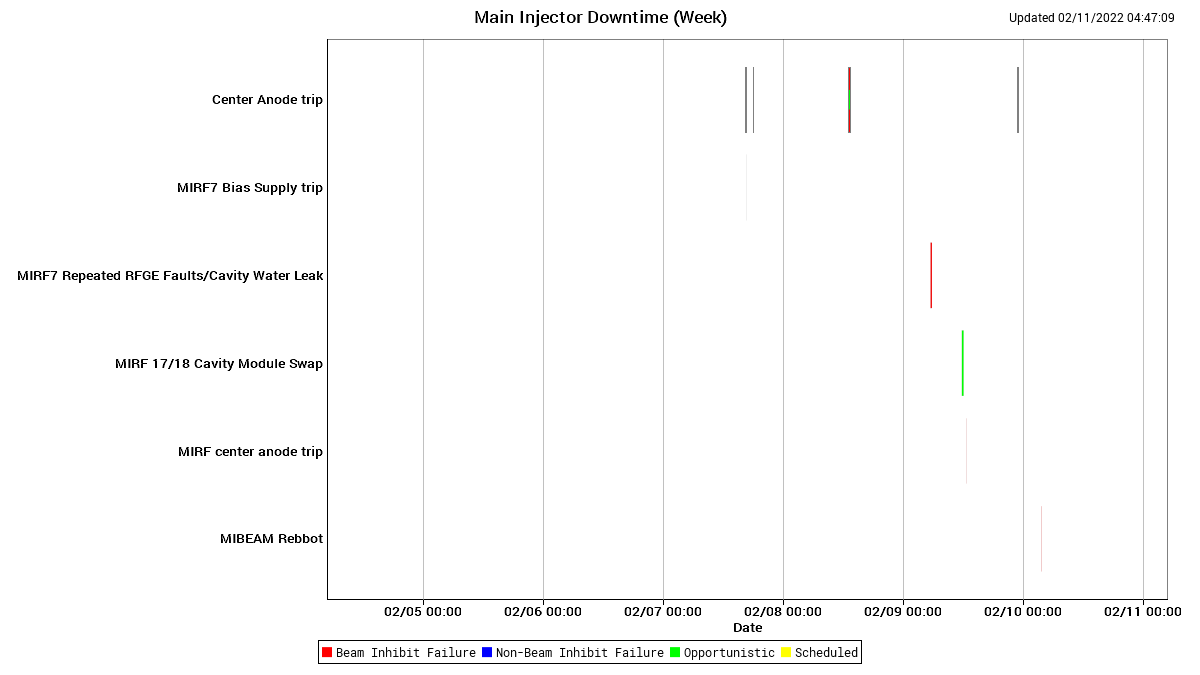 Main Injector Downtime (Week)
Updated 02/11/2022 04:47:09
Center Anode trip
MIRF7 Bias Supply trip
MIRF7 Repeated RFGE Faults/Cavity Water Leak
MIRF 17/18 Cavity Module Swap
MIRF center anode trip
MIBEAM Rebbot
02/05 00:00 02/06 00:00 02/07 00:00 02/08 00:00 02/09 00:00 02/10 00:00 02/11 00:00
Date
Beam Inhibit Failure Non-Beam Inhibit Failure Opportunistic Scheduled